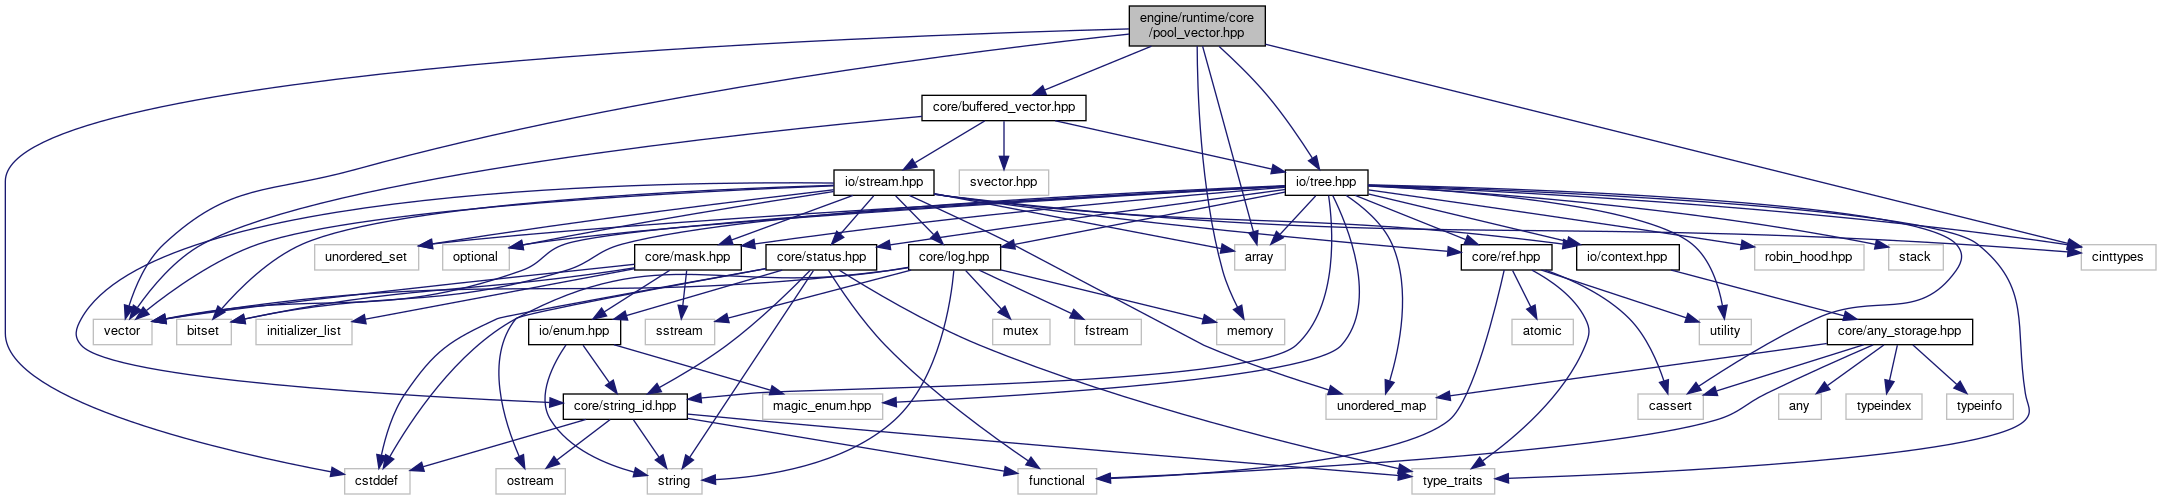 engine/runtime/core
/pool_vector.hpp
core/buffered_vector.hpp
io/stream.hpp
svector.hpp
io/tree.hpp
unordered_set
optional
core/mask.hpp
core/status.hpp
core/log.hpp
array
core/ref.hpp
io/context.hpp
robin_hood.hpp
stack
cinttypes
vector
bitset
initializer_list
io/enum.hpp
sstream
mutex
fstream
memory
atomic
utility
core/any_storage.hpp
core/string_id.hpp
magic_enum.hpp
unordered_map
cassert
any
typeindex
typeinfo
cstddef
ostream
string
functional
type_traits